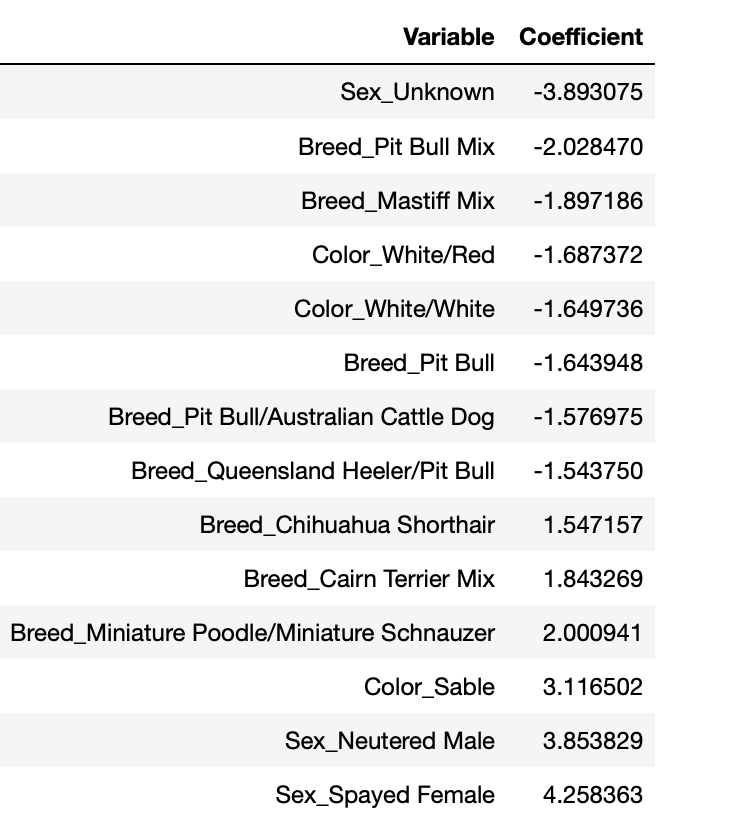 Variable Coefficient
Sex_Unknown -3.893075
Breed_Pit Bull Mix -2.028470
Breed_Mastiff Mix -1.897186
Color_White/Red -1.687372
Color_White/White -1.649736
Breed_Pit Bull -1.643948
Breed_Pit Bull/Australian Cattle Dog -1.576975
Breed_Queensland Heeler/Pit Bull -1.543750
Breed_Chihuahua Shorthair 1.547157
Breed_Cairn Terrier Mix 1.843269
Breed_Miniature Poodle/Miniature Schnauzer 2.000941
Color_Sable 3.116502
Sex_Neutered Male 3.853829
Sex_Spayed Female 4.258363